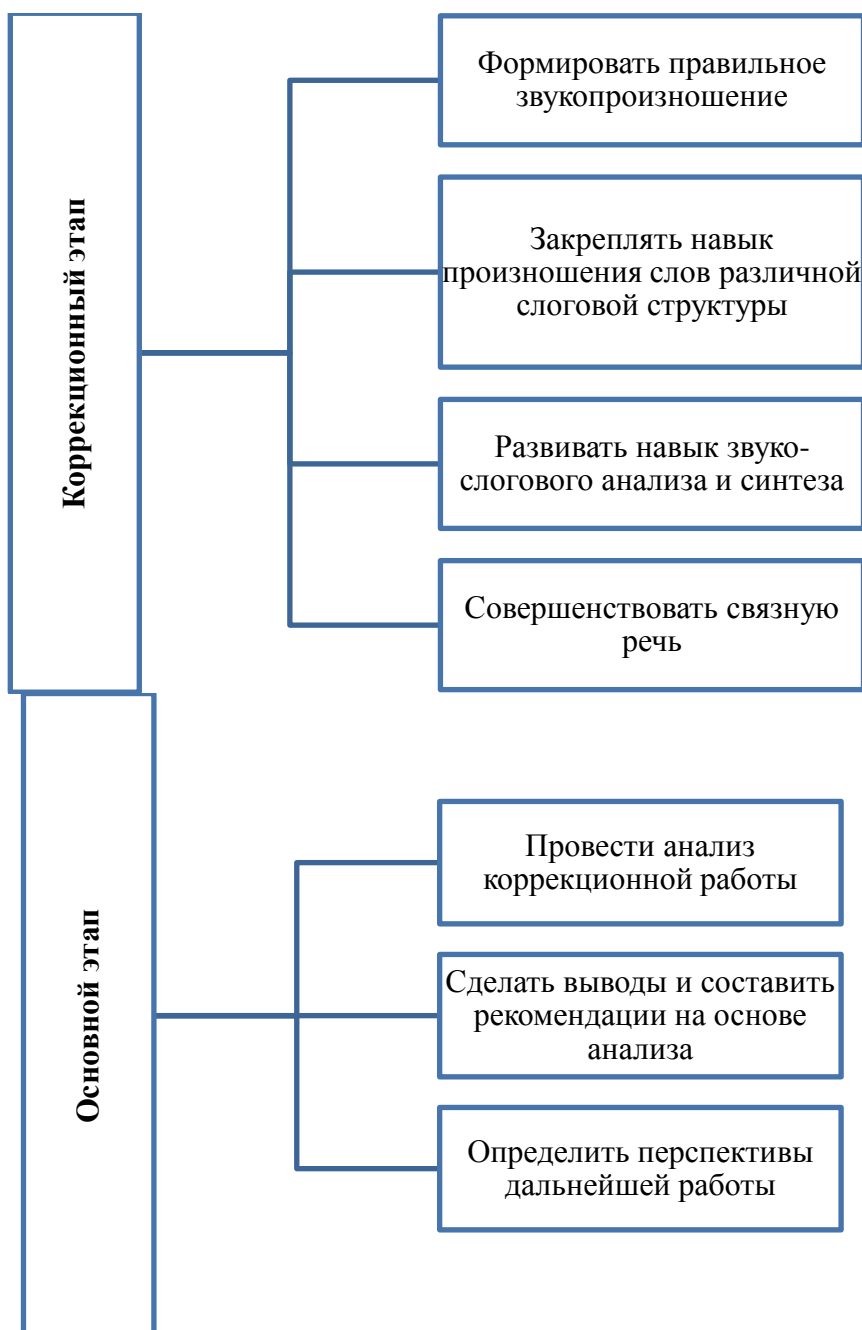 Коррекционный этап
Формировать правильное
звукопроизношение
Закреплять навык
произношения слов различной
слоговой структуры
Развивать навык звуко-
слогового анализа и синтеза
Совершенствовать связную
речь
Основной этап
Провести анализ
коррекционной работы
Сделать выводы и составить
рекомендации на основе
анализа
Определить перспективы
дальнейшей работы